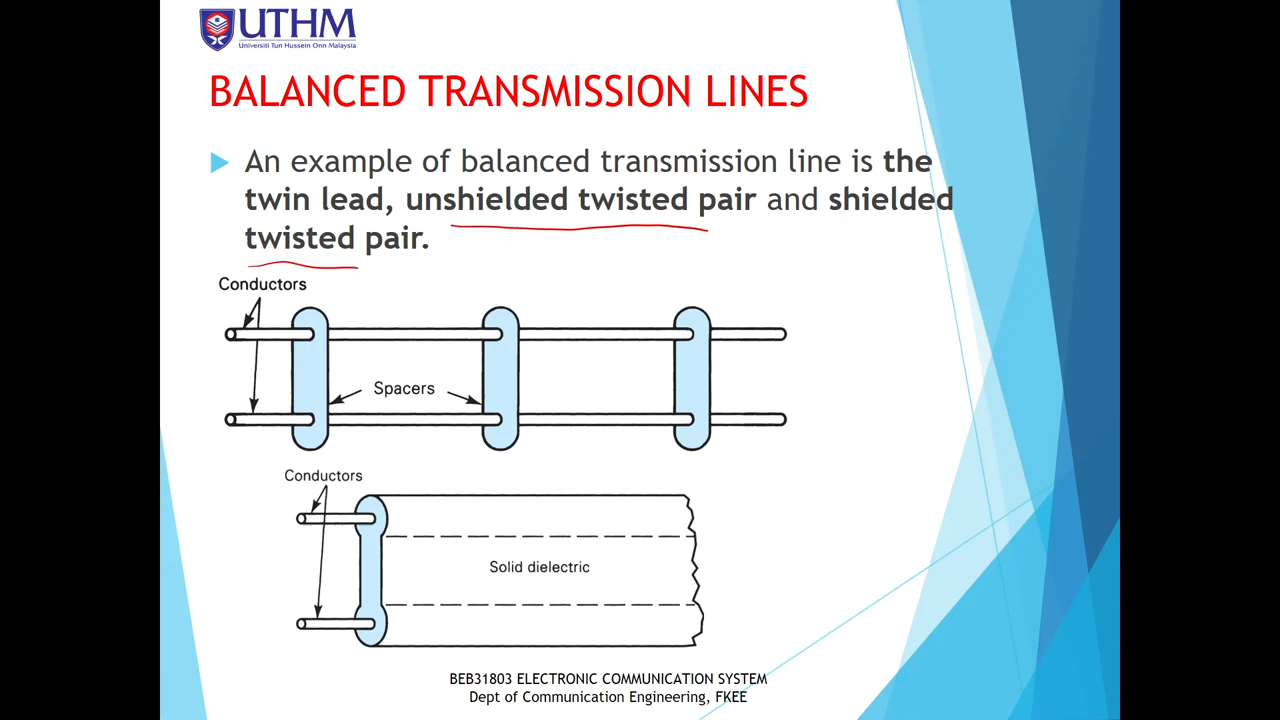 UTHM
Universiti Tun Hussein Onn Malaysia
BALANCED TRANSMISSION LINES
An example of balanced transmission line is the
twin lead, unshielded twisted pair and shielded
twisted pair.
Conductors
Spacers
Conductors
Solid dielectric
BEB31803 ELECTRONIC COMMUNICATION SYSTEM
Dept of Communication Engineering, FKEE